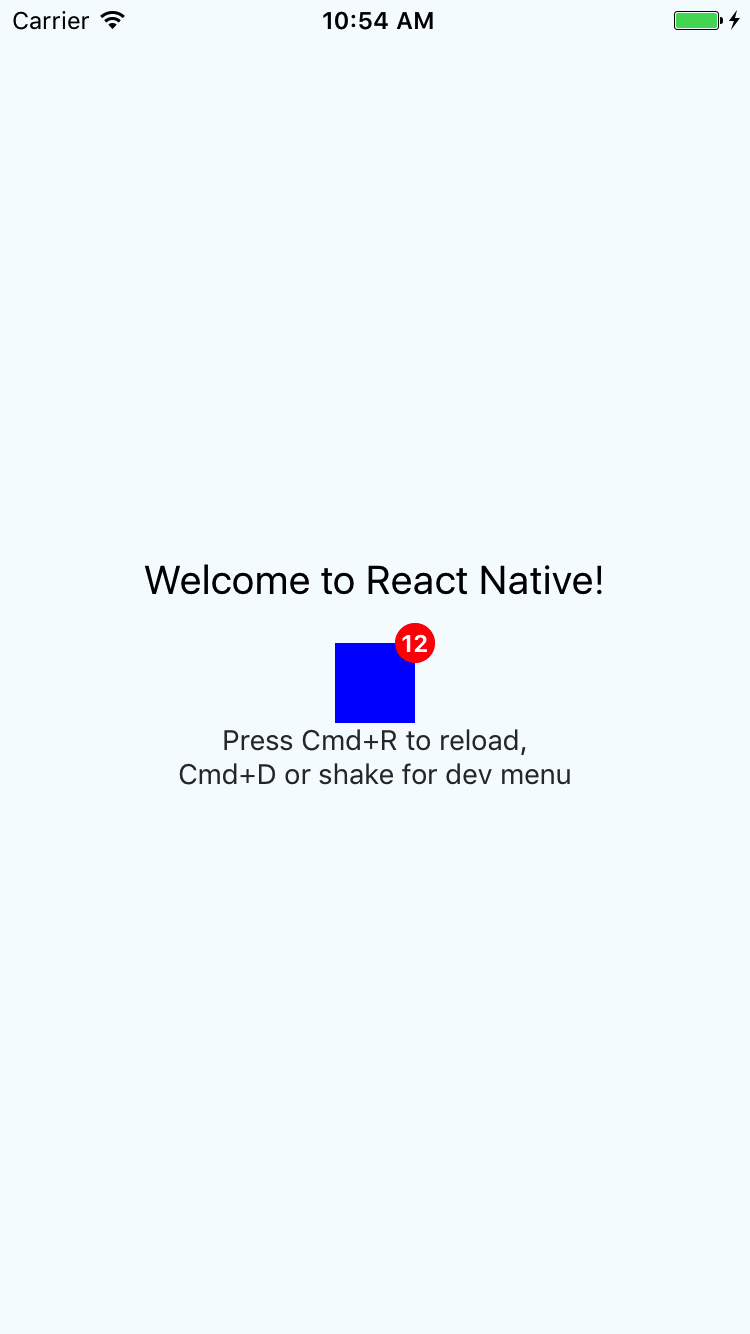 Carrier 10:54 AM
Welcome to React Native!
12
Press Cmd+R to reload,
Cmd+D or shake for dev menu